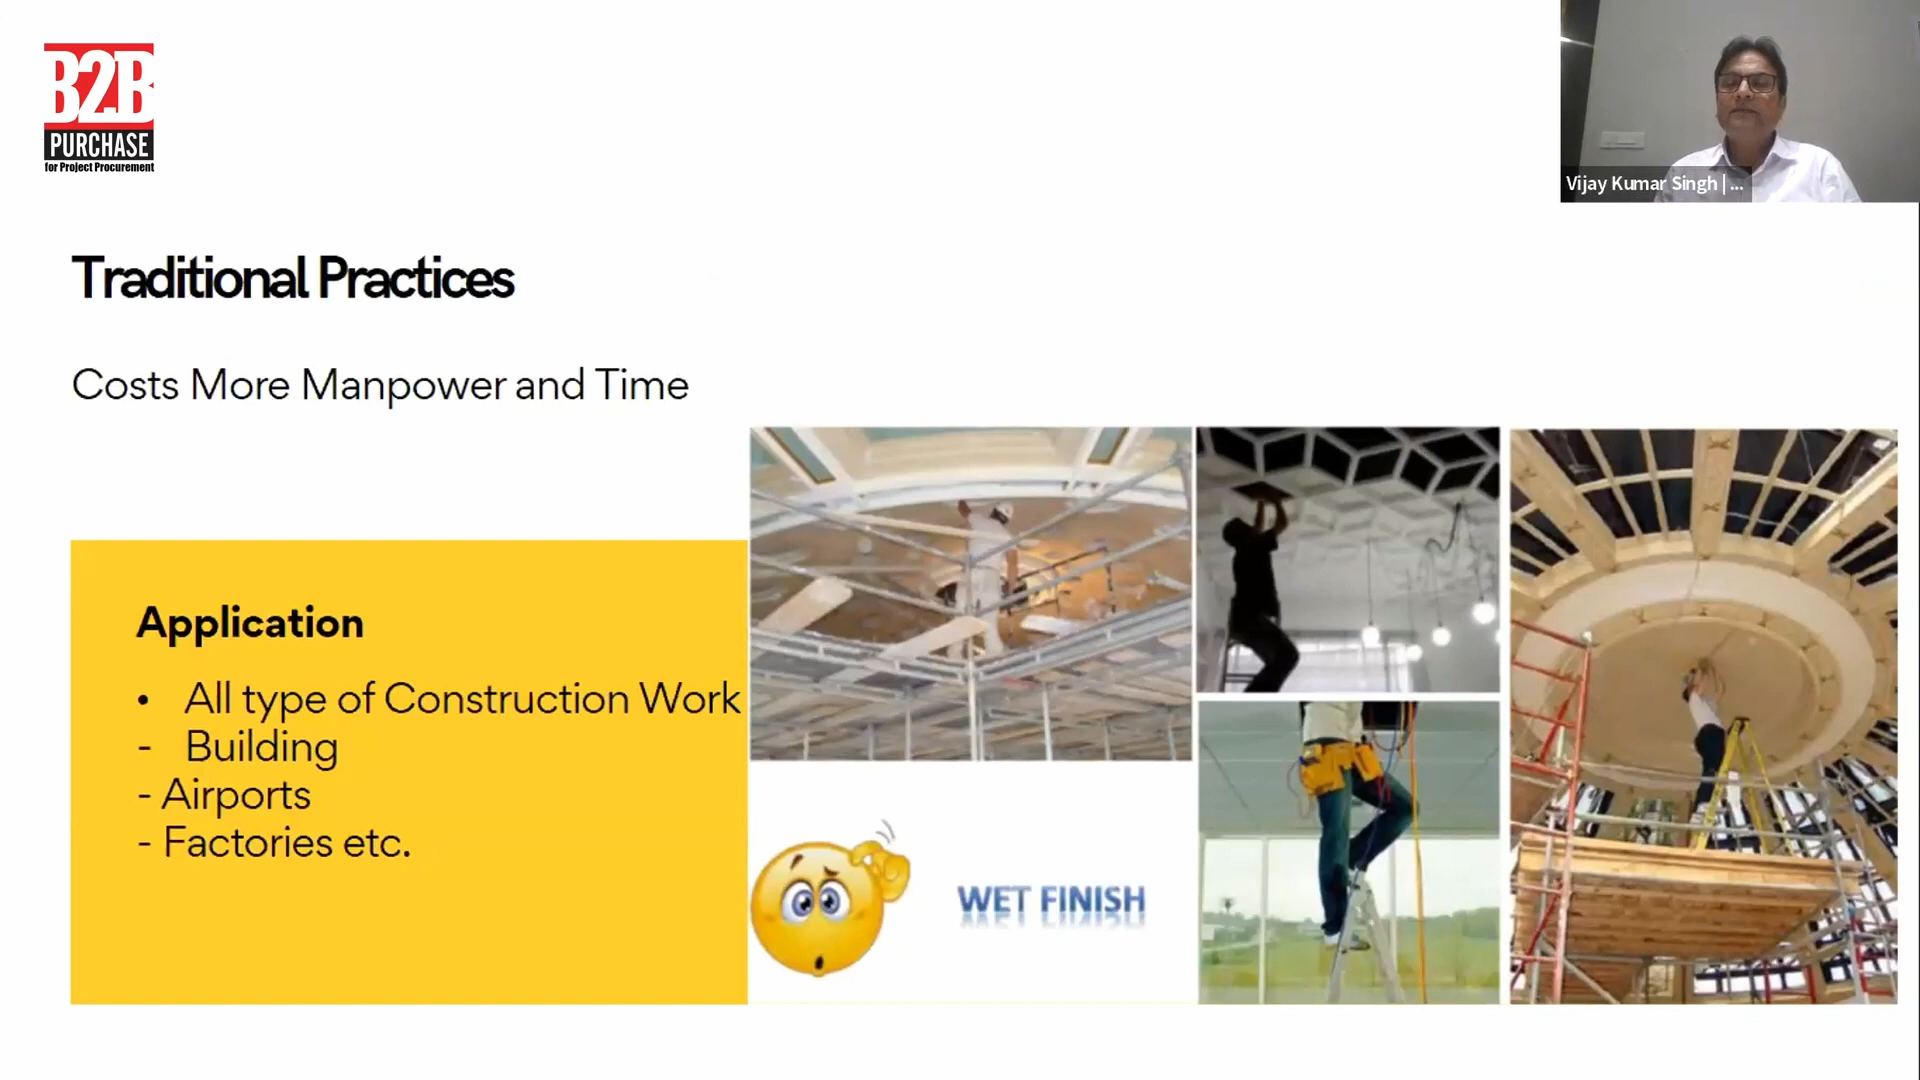 B2B
PURCHASE
for Project Procurement
Vijay Kumar Singh | ...
Traditional Practices
Costs More Manpower and Time
Application
• All type of Construction Work
- Building
- Airports
- Factories etc.
WET FINISH